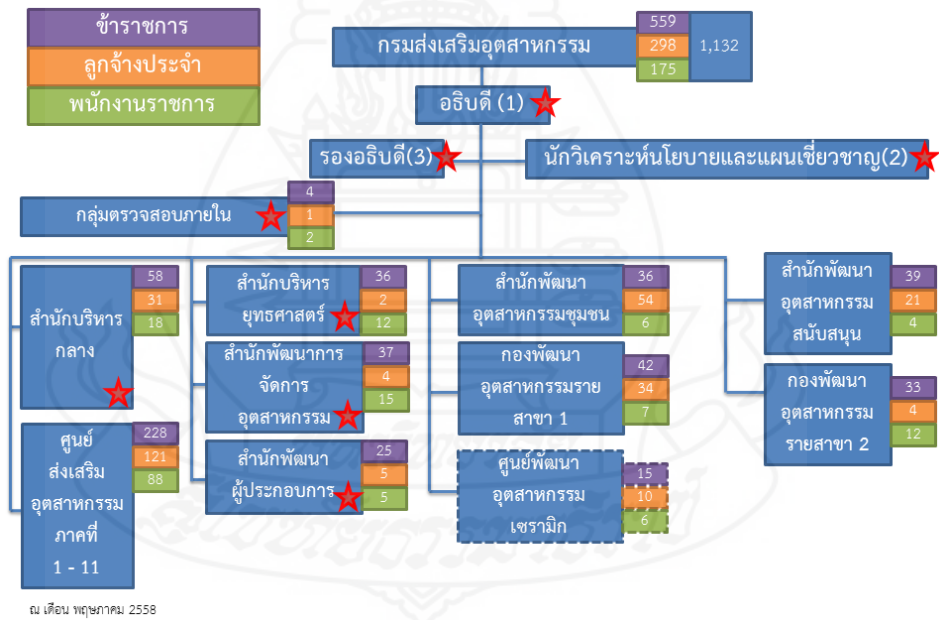 ข้าราชการ
ลูกจ้างประจำ
พนักงานราชการ
กรมส่งเสริมอุตสาหกรรม
559
298
175
1,132
อธิบดี (1)
รองอธิบดี(3)
นักวิเคราะห์นโยบายและแผนเชี่ยวชาญ(2)
กลุ่มตรวจสอบภายใน
4
1
2
สำนักบริหาร
กลาง
58
31
18
สำนักบริหาร
ยุทธศาสตร์
36
2
12
สำนักพัฒนา
อุตสาหกรรมชุมชน
36
54
6
สำนักพัฒนา
อุตสาหกรรม
สนับสนุน
39
21
4
สำนักพัฒนาการ
จัดการ
อุตสาหกรรม
37
4
15
กองพัฒนา
อุตสาหกรรมราย
สาขา 1
42
34
7
กองพัฒนา
อุตสาหกรรม
รายสาขา 2
33
4
12
ศูนย์
ส่งเสริม
อุตสาหกรรม
ภาคที่
1 - 11
228
121
88
สำนักพัฒนา
ผู้ประกอบการ
25
5
5
ศูนย์พัฒนา
อุตสาหกรรม
เซรามิก
15
10
6
ณ เดือน พฤษภาคม 2558